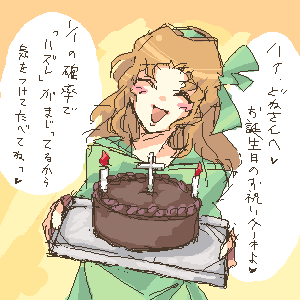 ハイ、どねさんへ♥
お誕生日のお祝いケーキよ♥
の確率で
「ハズレ」がまじってるから
気をつけてたべてねっ♥